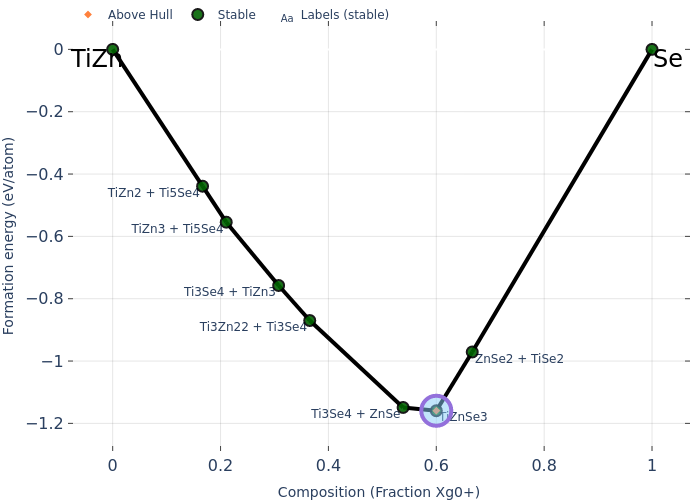 Above Hull
Stable
Aa Labels (stable)
TiZn
Se
TiZn2 + Ti5Se4
TiZn3 + Ti5Se4
Ti3Se4 + TiZn3
Ti3Zn22 + Ti3Se4
ZnSe2 + TiSe2
Ti3Se4 + ZnSe
TiZnSe3
0
−0.2
−0.4
−0.6
−0.8
−1
−1.2
Formation energy (eV/atom)
0 0.2 0.4 0.6 0.8 1
Composition (Fraction Xg0+)